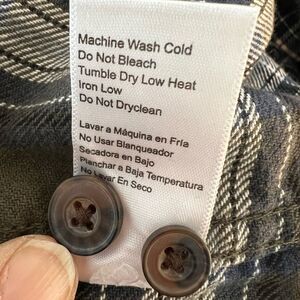 Machine Wash Cold
Do Not Bleach
Tumble Dry Low Heat
Iron Low
Do Not Dryclean
Lavar a Máquina en Fría
No Usar Blanqueador
Secadora en Bajo
Planchar a Baja Temperatura
No Lavar En Seco